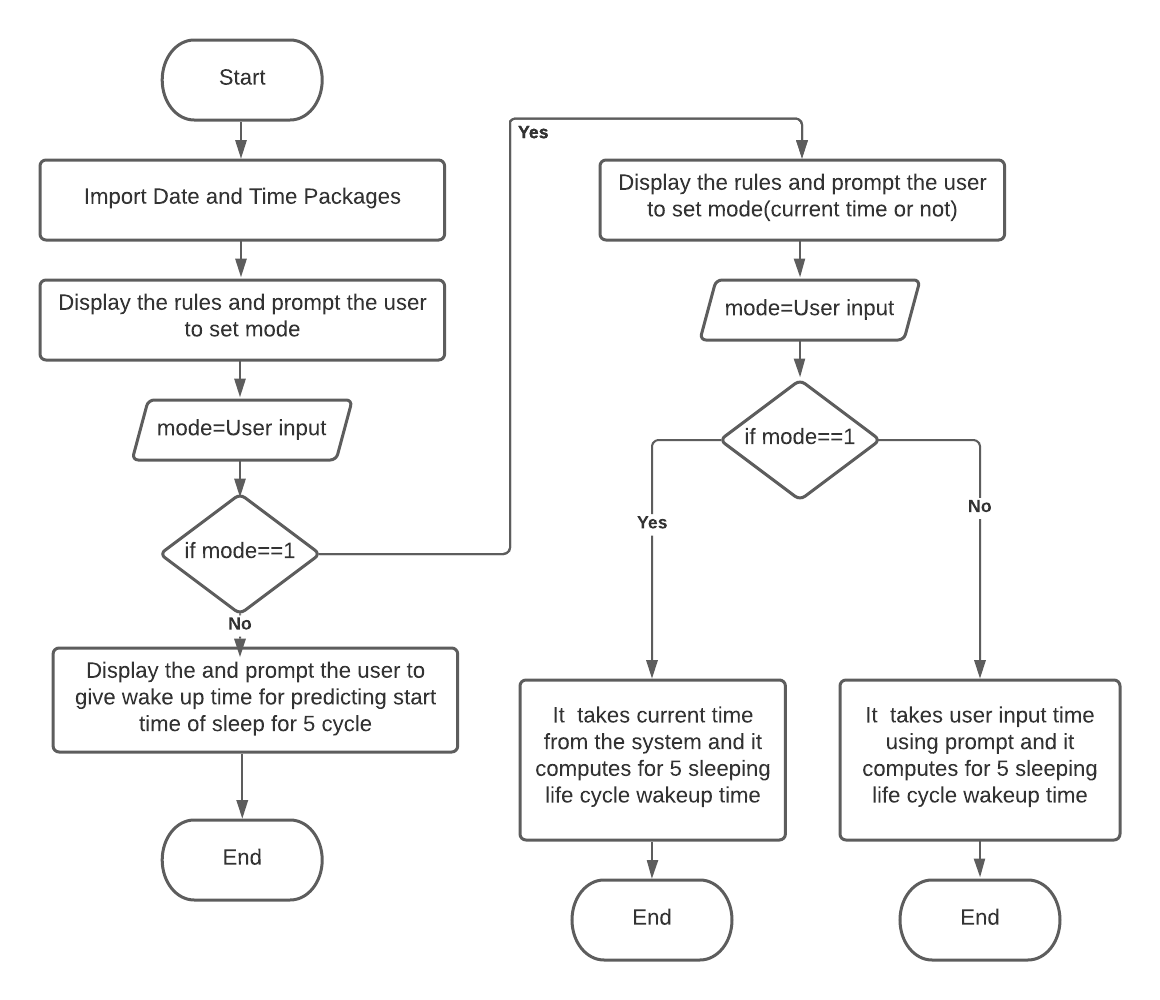 Start
Import Date and Time Packages
Display the rules and prompt the user
to set mode
mode=User input
if mode==1
No
Display the and prompt the user to
give wake up time for predicting start
time of sleep for 5 cycle
End
Yes
Display the rules and prompt the user
to set mode(current time or not)
mode=User input
if mode==1
Yes
It takes current time
from the system and it
computes for 5 sleeping
life cycle wakeup time
End
No
It takes user input time
using prompt and it
computes for 5 sleeping
life cycle wakeup time
End